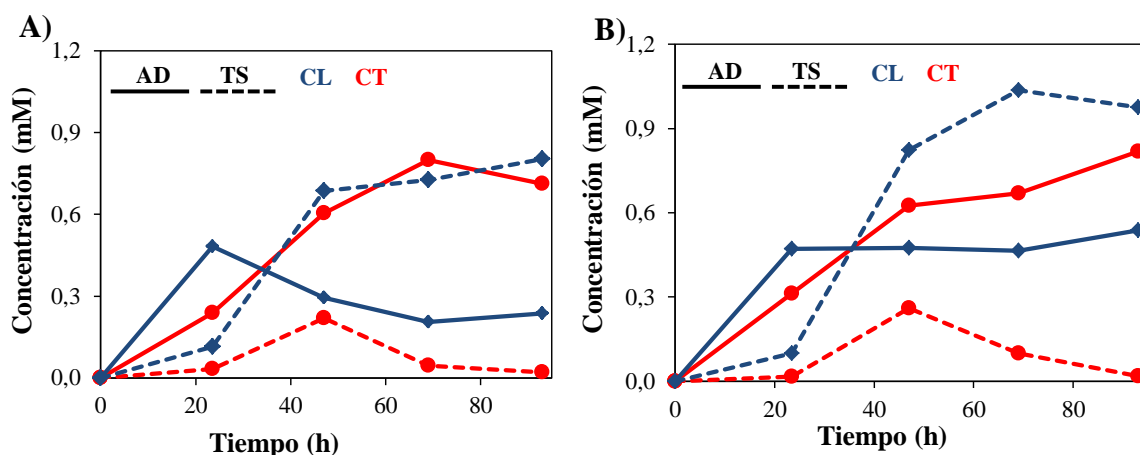 A)
1,2
0,9
0,6
0,3
0,0
0 20 40 60 80
Concentración (mM)
Tiempo (h)
AD TS CL CT
B)
1,2
0,9
0,6
0,3
0,0
0 20 40 60 80
Concentración (mM)
Tiempo (h)
AD TS CL CT